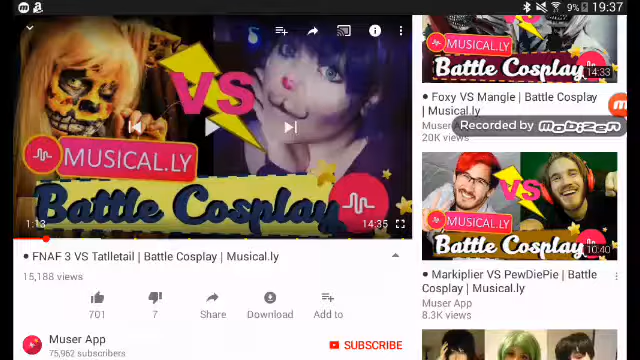 9% 19:37
VS
MUSICAL.LY
Battle Cosplay
1:13
14:35
● FNAF 3 VS Tatlletail | Battle Cosplay | Musical.ly
15,188 views
701
7
Share
Download
Add to
Muser App
75,962 subscribers
SUBSCRIBE
MUSICAL.LY
Battle Cosplay
14:33
● Foxy VS Mangle | Battle Cosplay
| Musical.ly
Muser
20K views
Recorded by mobizen
VS
MUSICAL.LY
Battle Cosplay
10:40
● Markiplier VS PewDiePie | Battle
Cosplay | Musical.ly
Muser App
8.3K views